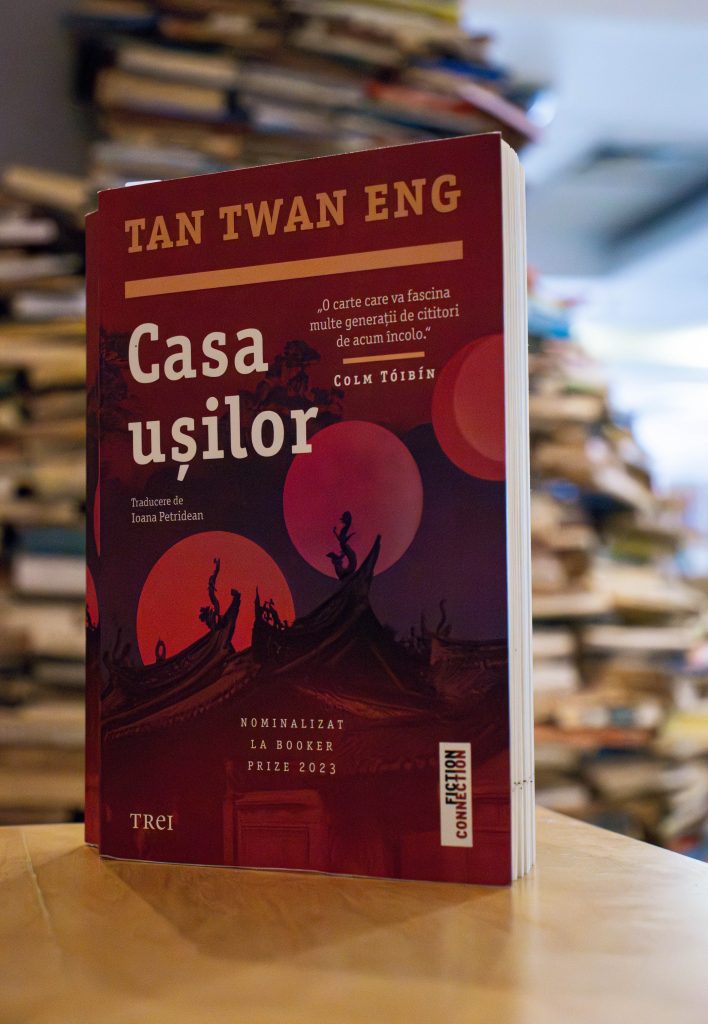 TAN TWAN ENG
„O carte care va fascina
multe generații de cititori
de acum încolo.“
COLM TÓIBÍN
Casa
ușilor
Traducere de
Ioana Petridean
NOMINALIZAT
LA BOOKER
PRIZE 2023
FICTION
CONNECTION
TREI